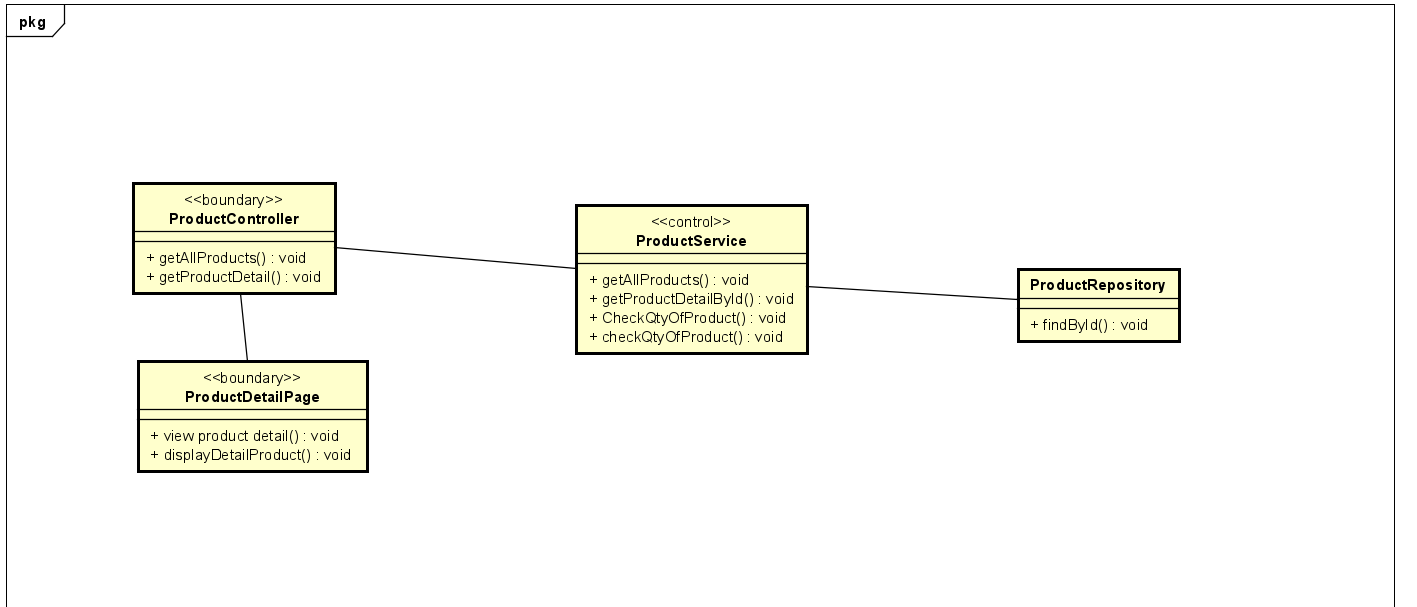 pkg
<<boundary>>
ProductController
+ getAllProducts() : void
+ getProductDetail() : void
<<control>>
ProductService
+ getAllProducts() : void
+ getProductDetailById() : void
+ CheckQtyOfProduct() : void
+ checkQtyOfProduct() : void
ProductRepository
+ findById() : void
<<boundary>>
ProductDetailPage
+ view product detail() : void
+ displayDetailProduct() : void